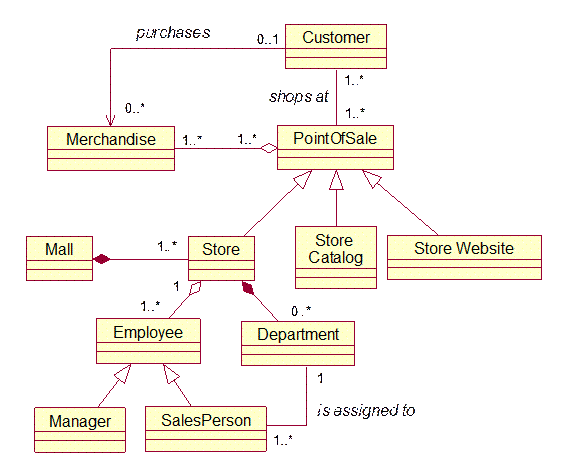 purchases
0..1
Customer
1..*
shops at
0..*
1..*
Merchandise
1..*
1..*
PointOfSale
Mall
1..*
Store
Store
Catalog
Store Website
1
1..*
0..*
Employee
Department
1
is assigned to
Manager
SalesPerson
1..*